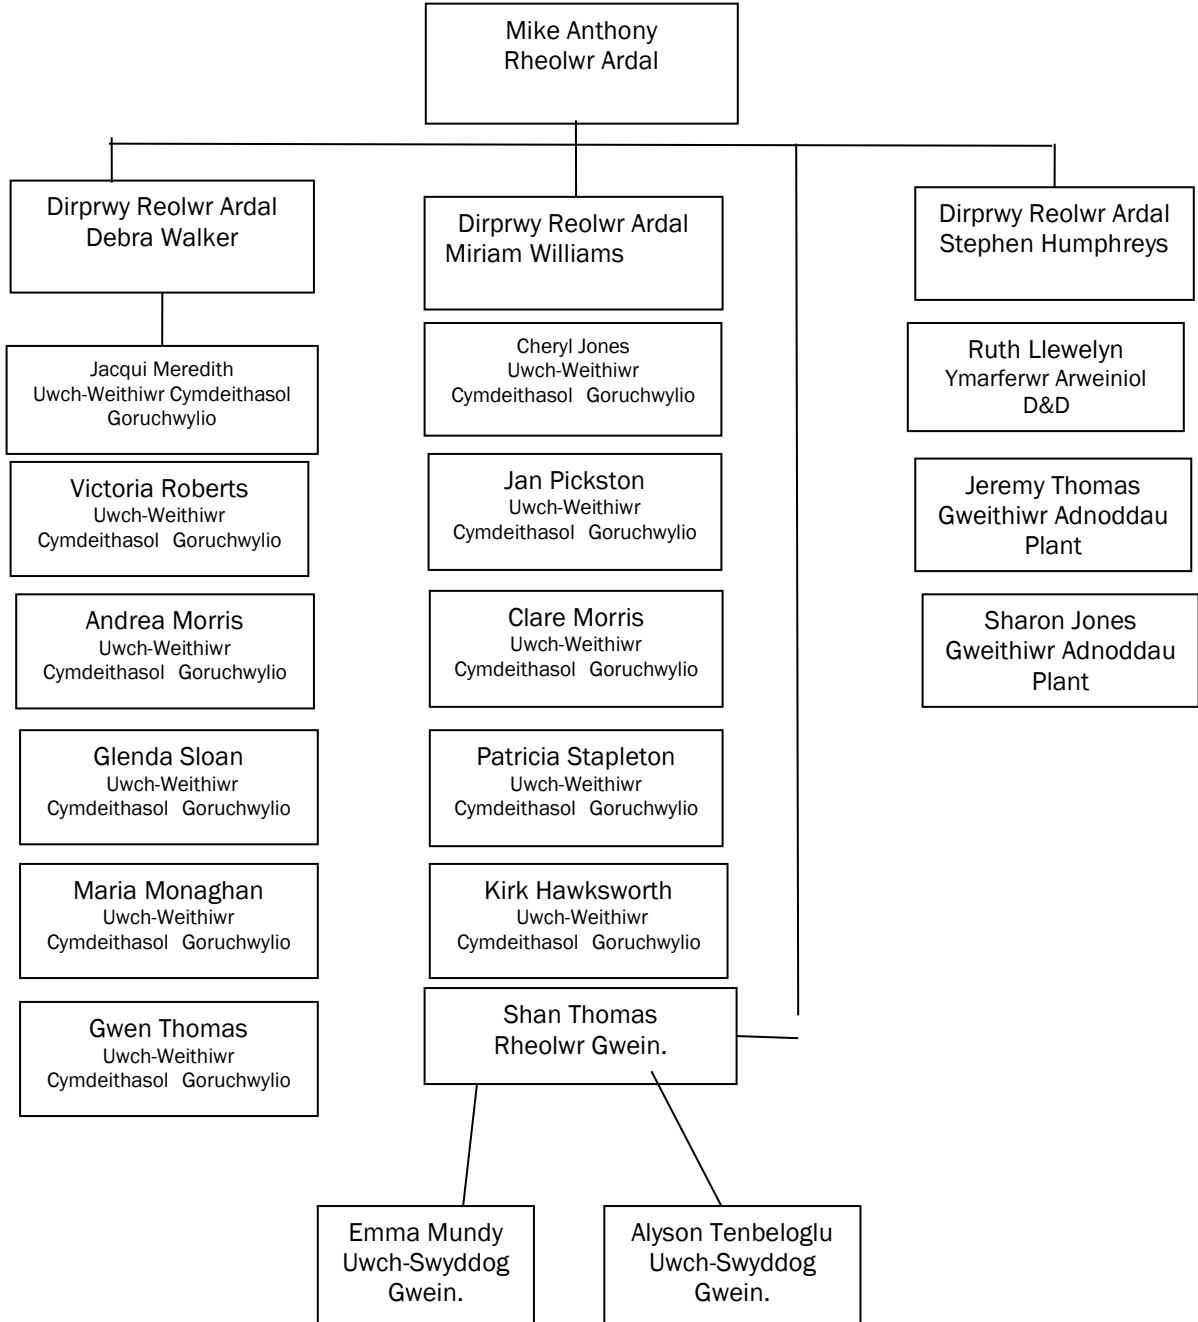 Mike Anthony
Rheolwr Ardal
Dirprwy Reolwr Ardal
Debra Walker
Dirprwy Reolwr Ardal
Miriam Williams
Dirprwy Reolwr Ardal
Stephen Humphreys
Jacqui Meredith
Uwch-Weithiwr Cymdeithasol
Goruchwylio
Victoria Roberts
Uwch-Weithiwr
Cymdeithasol Goruchwylio
Andrea Morris
Uwch-Weithiwr
Cymdeithasol Goruchwylio
Glenda Sloan
Uwch-Weithiwr
Cymdeithasol Goruchwylio
Maria Monaghan
Uwch-Weithiwr
Cymdeithasol Goruchwylio
Gwen Thomas
Uwch-Weithiwr
Cymdeithasol Goruchwylio
Cheryl Jones
Uwch-Weithiwr
Cymdeithasol Goruchwylio
Jan Pickston
Uwch-Weithiwr
Cymdeithasol Goruchwylio
Clare Morris
Uwch-Weithiwr
Cymdeithasol Goruchwylio
Patricia Stapleton
Uwch-Weithiwr
Cymdeithasol Goruchwylio
Kirk Hawksworth
Uwch-Weithiwr
Cymdeithasol Goruchwylio
Shan Thomas
Rheolwr Gwein.
Ruth Llewelyn
Ymarferwr Arweiniol
D&D
Jeremy Thomas
Gweithiwr Adnoddau
Plant
Sharon Jones
Gweithiwr Adnoddau
Plant
Emma Mundy
Uwch-Swyddog
Gwein.
Alyson Tenbeloglu
Uwch-Swyddog
Gwein.